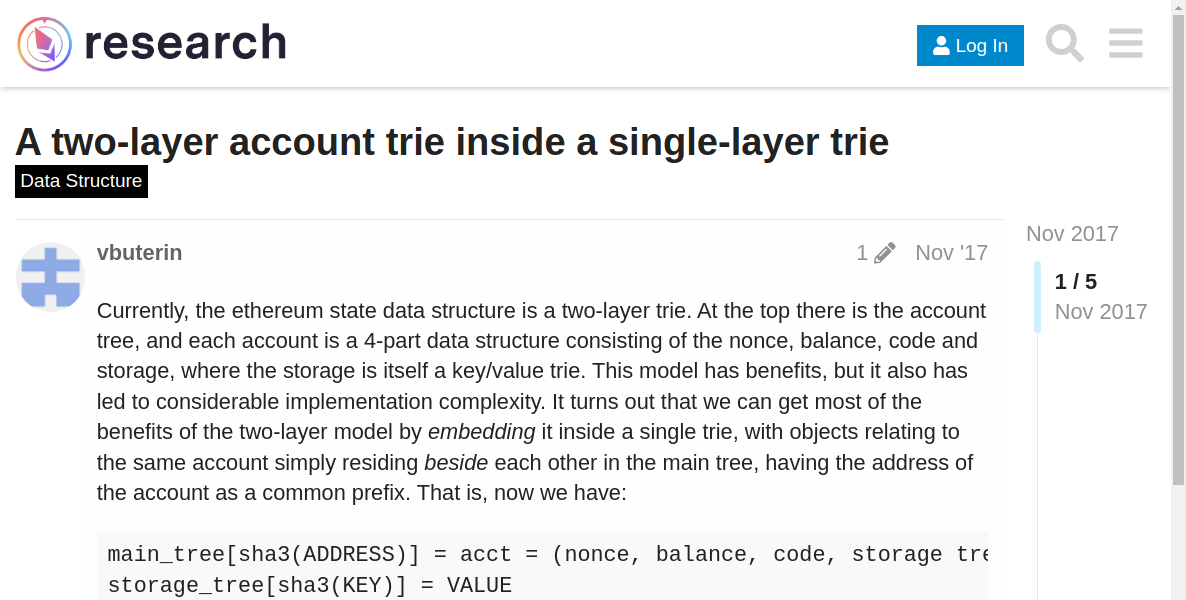 research
Log In
A two-layer account trie inside a single-layer trie
Data Structure
vbuterin
1
Nov '17
Currently, the ethereum state data structure is a two-layer trie. At the top there is the account
tree, and each account is a 4-part data structure consisting of the nonce, balance, code and
storage, where the storage is itself a key/value trie. This model has benefits, but it also has
led to considerable implementation complexity. It turns out that we can get most of the
benefits of the two-layer model by embedding it inside a single trie, with objects relating to
the same account simply residing beside each other in the main tree, having the address of
the account as a common prefix. That is, now we have:
main_tree[sha3(ADDRESS)] = acct = (nonce, balance, code, storage tre
storage_tree[sha3(KEY)] = VALUE
Nov 2017
1 / 5
Nov 2017